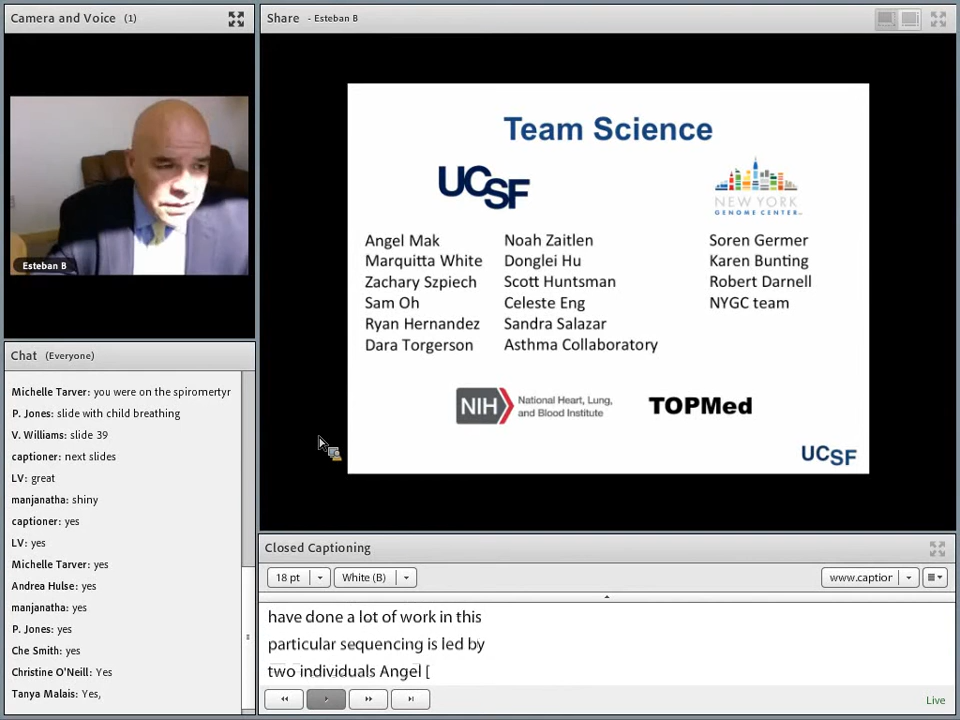 Camera and Voice (1)
Esteban B
Chat (Everyone)
Michelle Tarver: you were on the spiromertyr
P. Jones: slide with child breathing
V. Williams: slide 39
captioner: next slides
LV: great
manjanatha: shiny
captioner: yes
LV: yes
Michelle Tarver: yes
Andrea Hulse: yes
manjanatha: yes
P. Jones: yes
Che Smith: yes
Christine O'Neill: Yes
Tanya Malais: Yes,
Share - Esteban B
Team Science
UCSF
NEW YORK
GENOME CENTER
Angel Mak
Marquitta White
Zachary Szpiech
Sam Oh
Ryan Hernandez
Dara Torgerson
Noah Zaitlen
Donglei Hu
Scott Huntsman
Celeste Eng
Sandra Salazar
Asthma Collaboratory
Soren Germer
Karen Bunting
Robert Darnell
NYGC team
NIH National Heart, Lung,
and Blood Institute
TOPMed
UCSF
Closed Captioning
18 pt White (B) www.captior
have done a lot of work in this
particular sequencing is led by
two individuals Angel [
Live